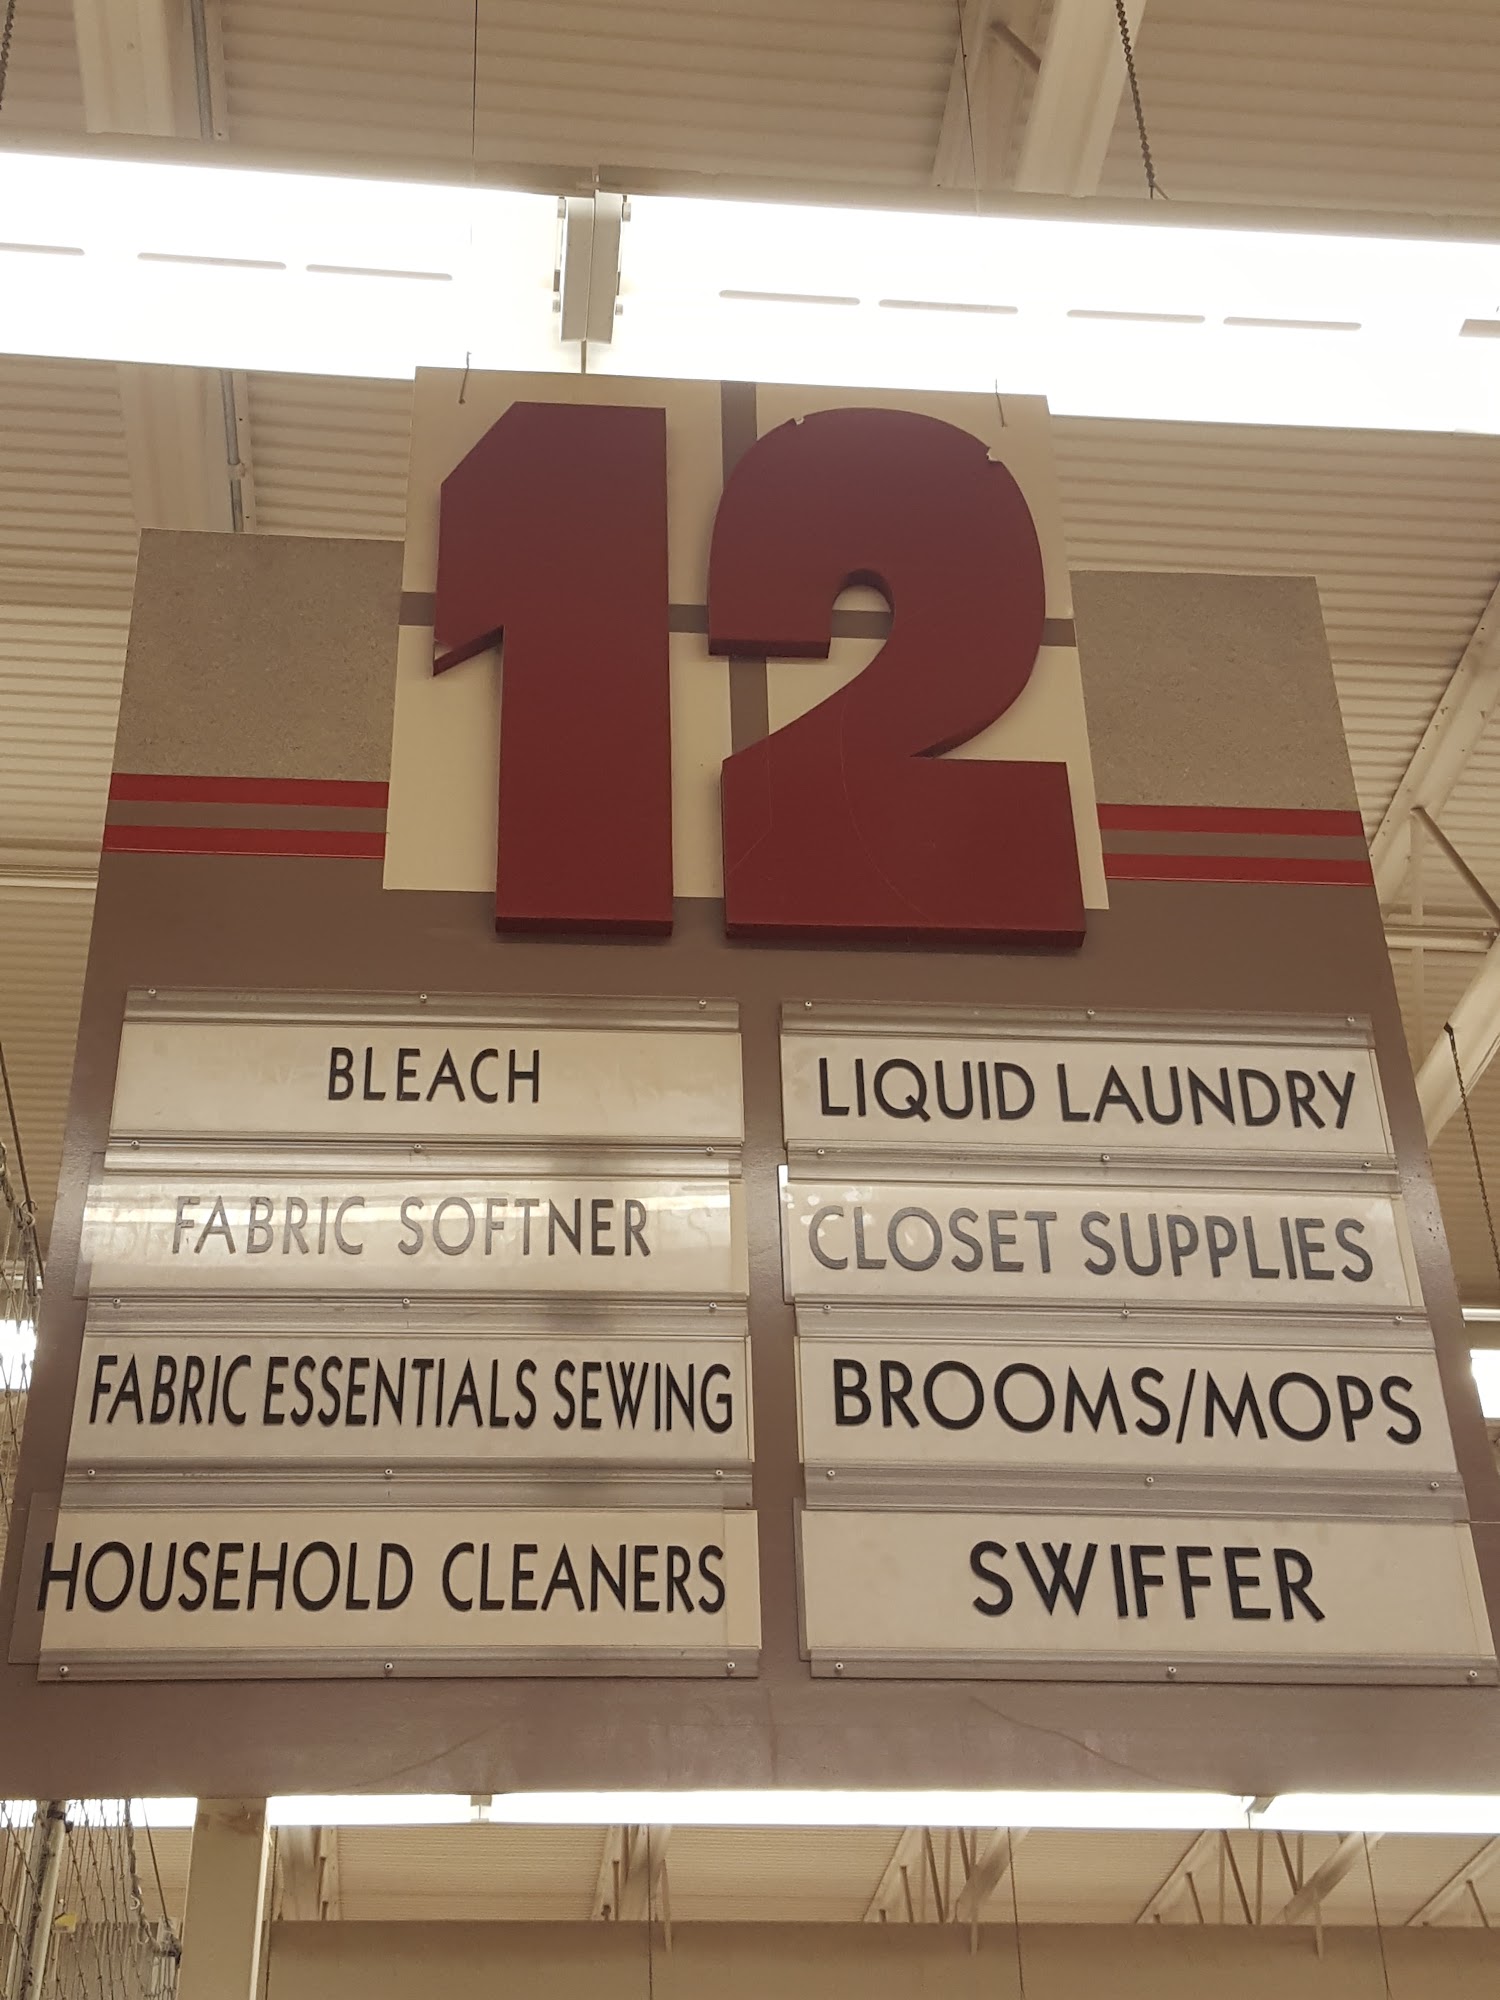 12
BLEACH
FABRIC SOFTNER
FABRIC ESSENTIALS SEWING
HOUSEHOLD CLEANERS
LIQUID LAUNDRY
CLOSET SUPPLIES
BROOMS/MOPS
SWIFFER